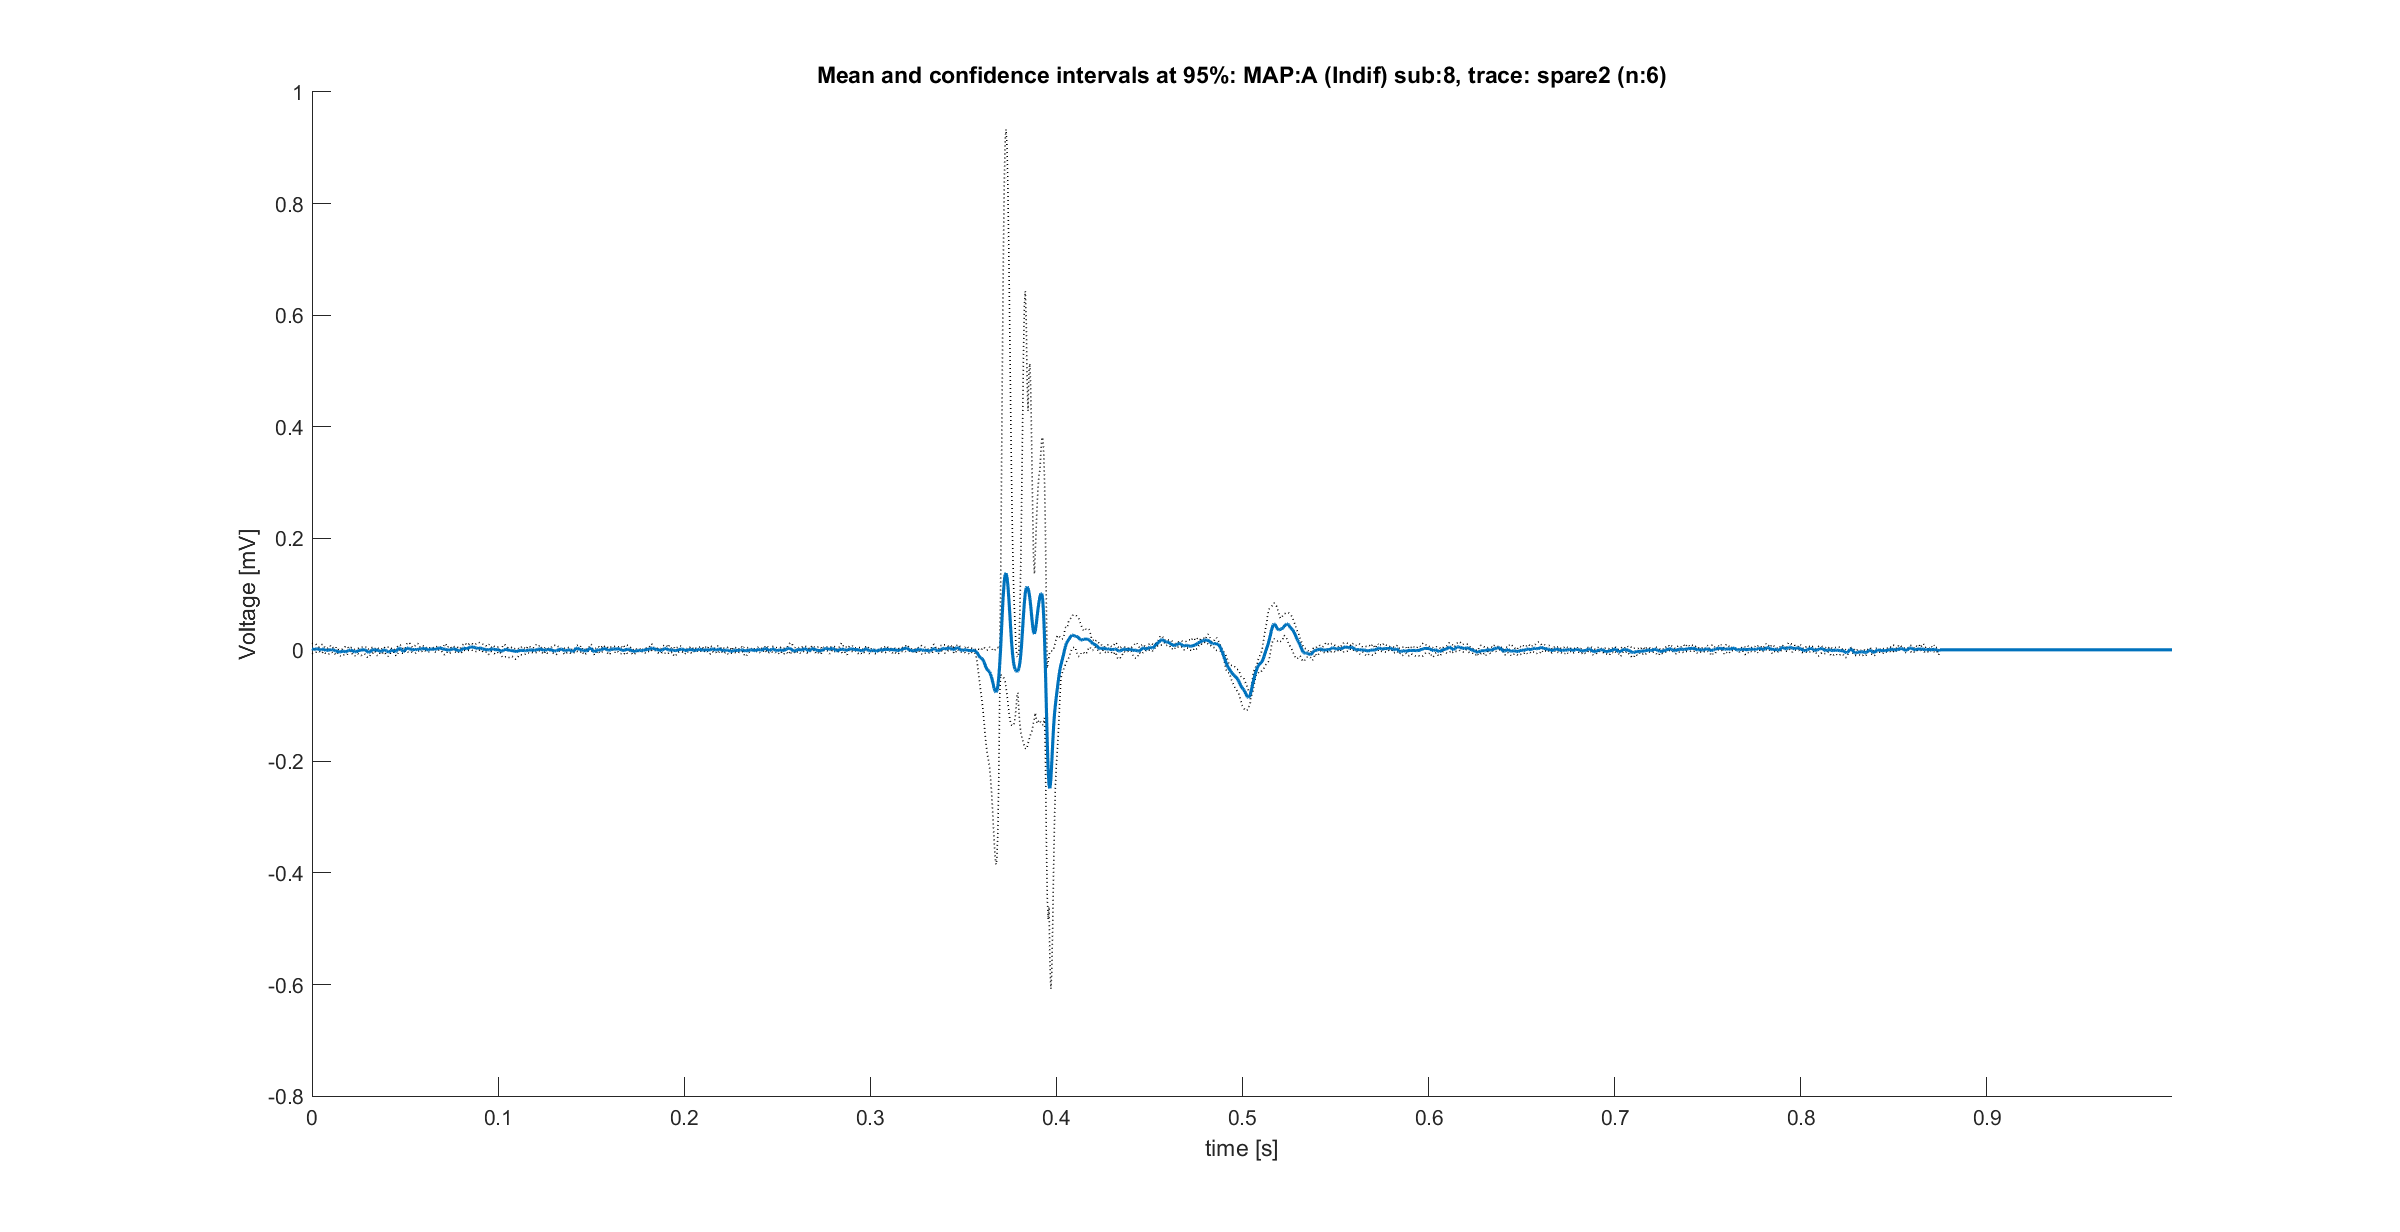 Mean and confidence intervals at 95%: MAP:A (Indif) sub:8, trace: spare2 (n:6)
1
0.8
0.6
0.4
0.2
0
-0.2
-0.4
-0.6
-0.8
Voltage [mV]
0 0.1 0.2 0.3 0.4 0.5 0.6 0.7 0.8 0.9
time [s]